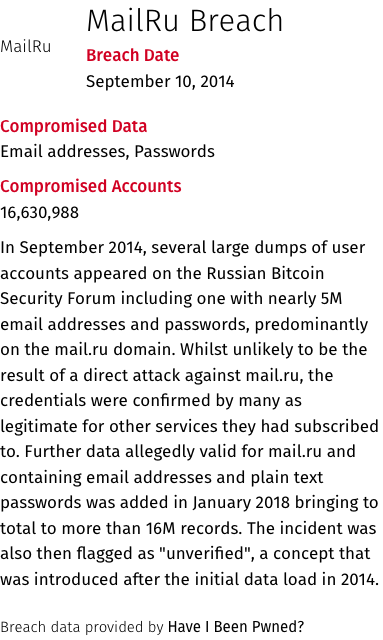 MailRu Breach
MailRu
Breach Date
September 10, 2014
Compromised Data
Email addresses, Passwords
Compromised Accounts
16,630,988
In September 2014, several large dumps of user
accounts appeared on the Russian Bitcoin
Security Forum including one with nearly 5M
email addresses and passwords, predominantly
on the mail.ru domain. Whilst unlikely to be the
result of a direct attack against mail.ru, the
credentials were confirmed by many as
legitimate for other services they had subscribed
to. Further data allegedly valid for mail.ru and
containing email addresses and plain text
passwords was added in January 2018 bringing to
total to more than 16M records. The incident was
also then flagged as "unverified", a concept that
was introduced after the initial data load in 2014.
Breach data provided by Have I Been Pwned?